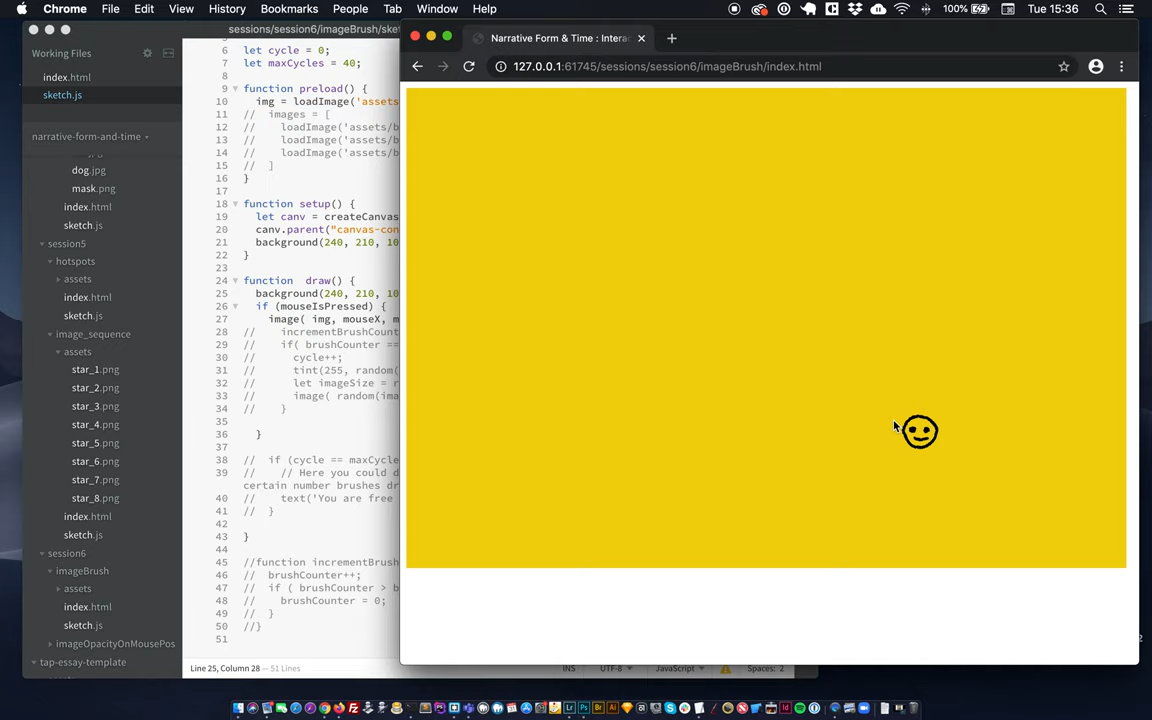 Chrome File Edit View History Bookmarks People Tab Window Help 100% Tue 15:36
sessions/session6/imageBrush/ske
Working Files
index.html
sketch.js
narrative-form-and-time
dog.jpg
mask.png
index.html
sketch.js
session5
hotspots
assets
index.html
sketch.js
image_sequence
assets
star_1.png
star_2.png
star_3.png
star_4.png
star_5.png
star_6.png
star_7.png
star_8.png
index.html
sketch.js
session6
imageBrush
assets
index.html
sketch.js
imageOpacityOnMousePos
tap-essay-template
6 let cycle = 0;
7 let maxCycles = 40;
8
9 function preload() {
10 img = loadImage('assets
11 // images = [
12 // loadImage('assets/b
13 // loadImage('assets/b
14 // loadImage('assets/b
15 // ]
16 }
17
18 function setup() {
19 let canv = createCanvas
20 canv.parent("canvas-con
21 background(240, 210, 10
22 }
23
24 function draw() {
25 background(240, 210, 10
26 if (mouseIsPressed) {
27 image( img, mouseX, m
28 // incrementBrushCount
29 // if( brushCounter ==
30 // cycle++;
31 // tint(255, random(
32 // let imageSize = r
33 // image( random(ima
34 // }
35
36 }
37
38 // if (cycle == maxCycle
39 // // Here you could d
certain number brushes dr
40 // text('You are free
41 // }
42
43 }
44
45 //function incrementBrush
46 // brushCounter++;
47 // if ( brushCounter > b
48 // brushCounter = 0;
49 // }
50 //}
51
Line 25, Column 28 — 51 Lines
INS UTF-8 JavaScript Spaces: 2
Narrative Form & Time : Intera
127.0.0.1:61745/sessions/session6/imageBrush/index.html